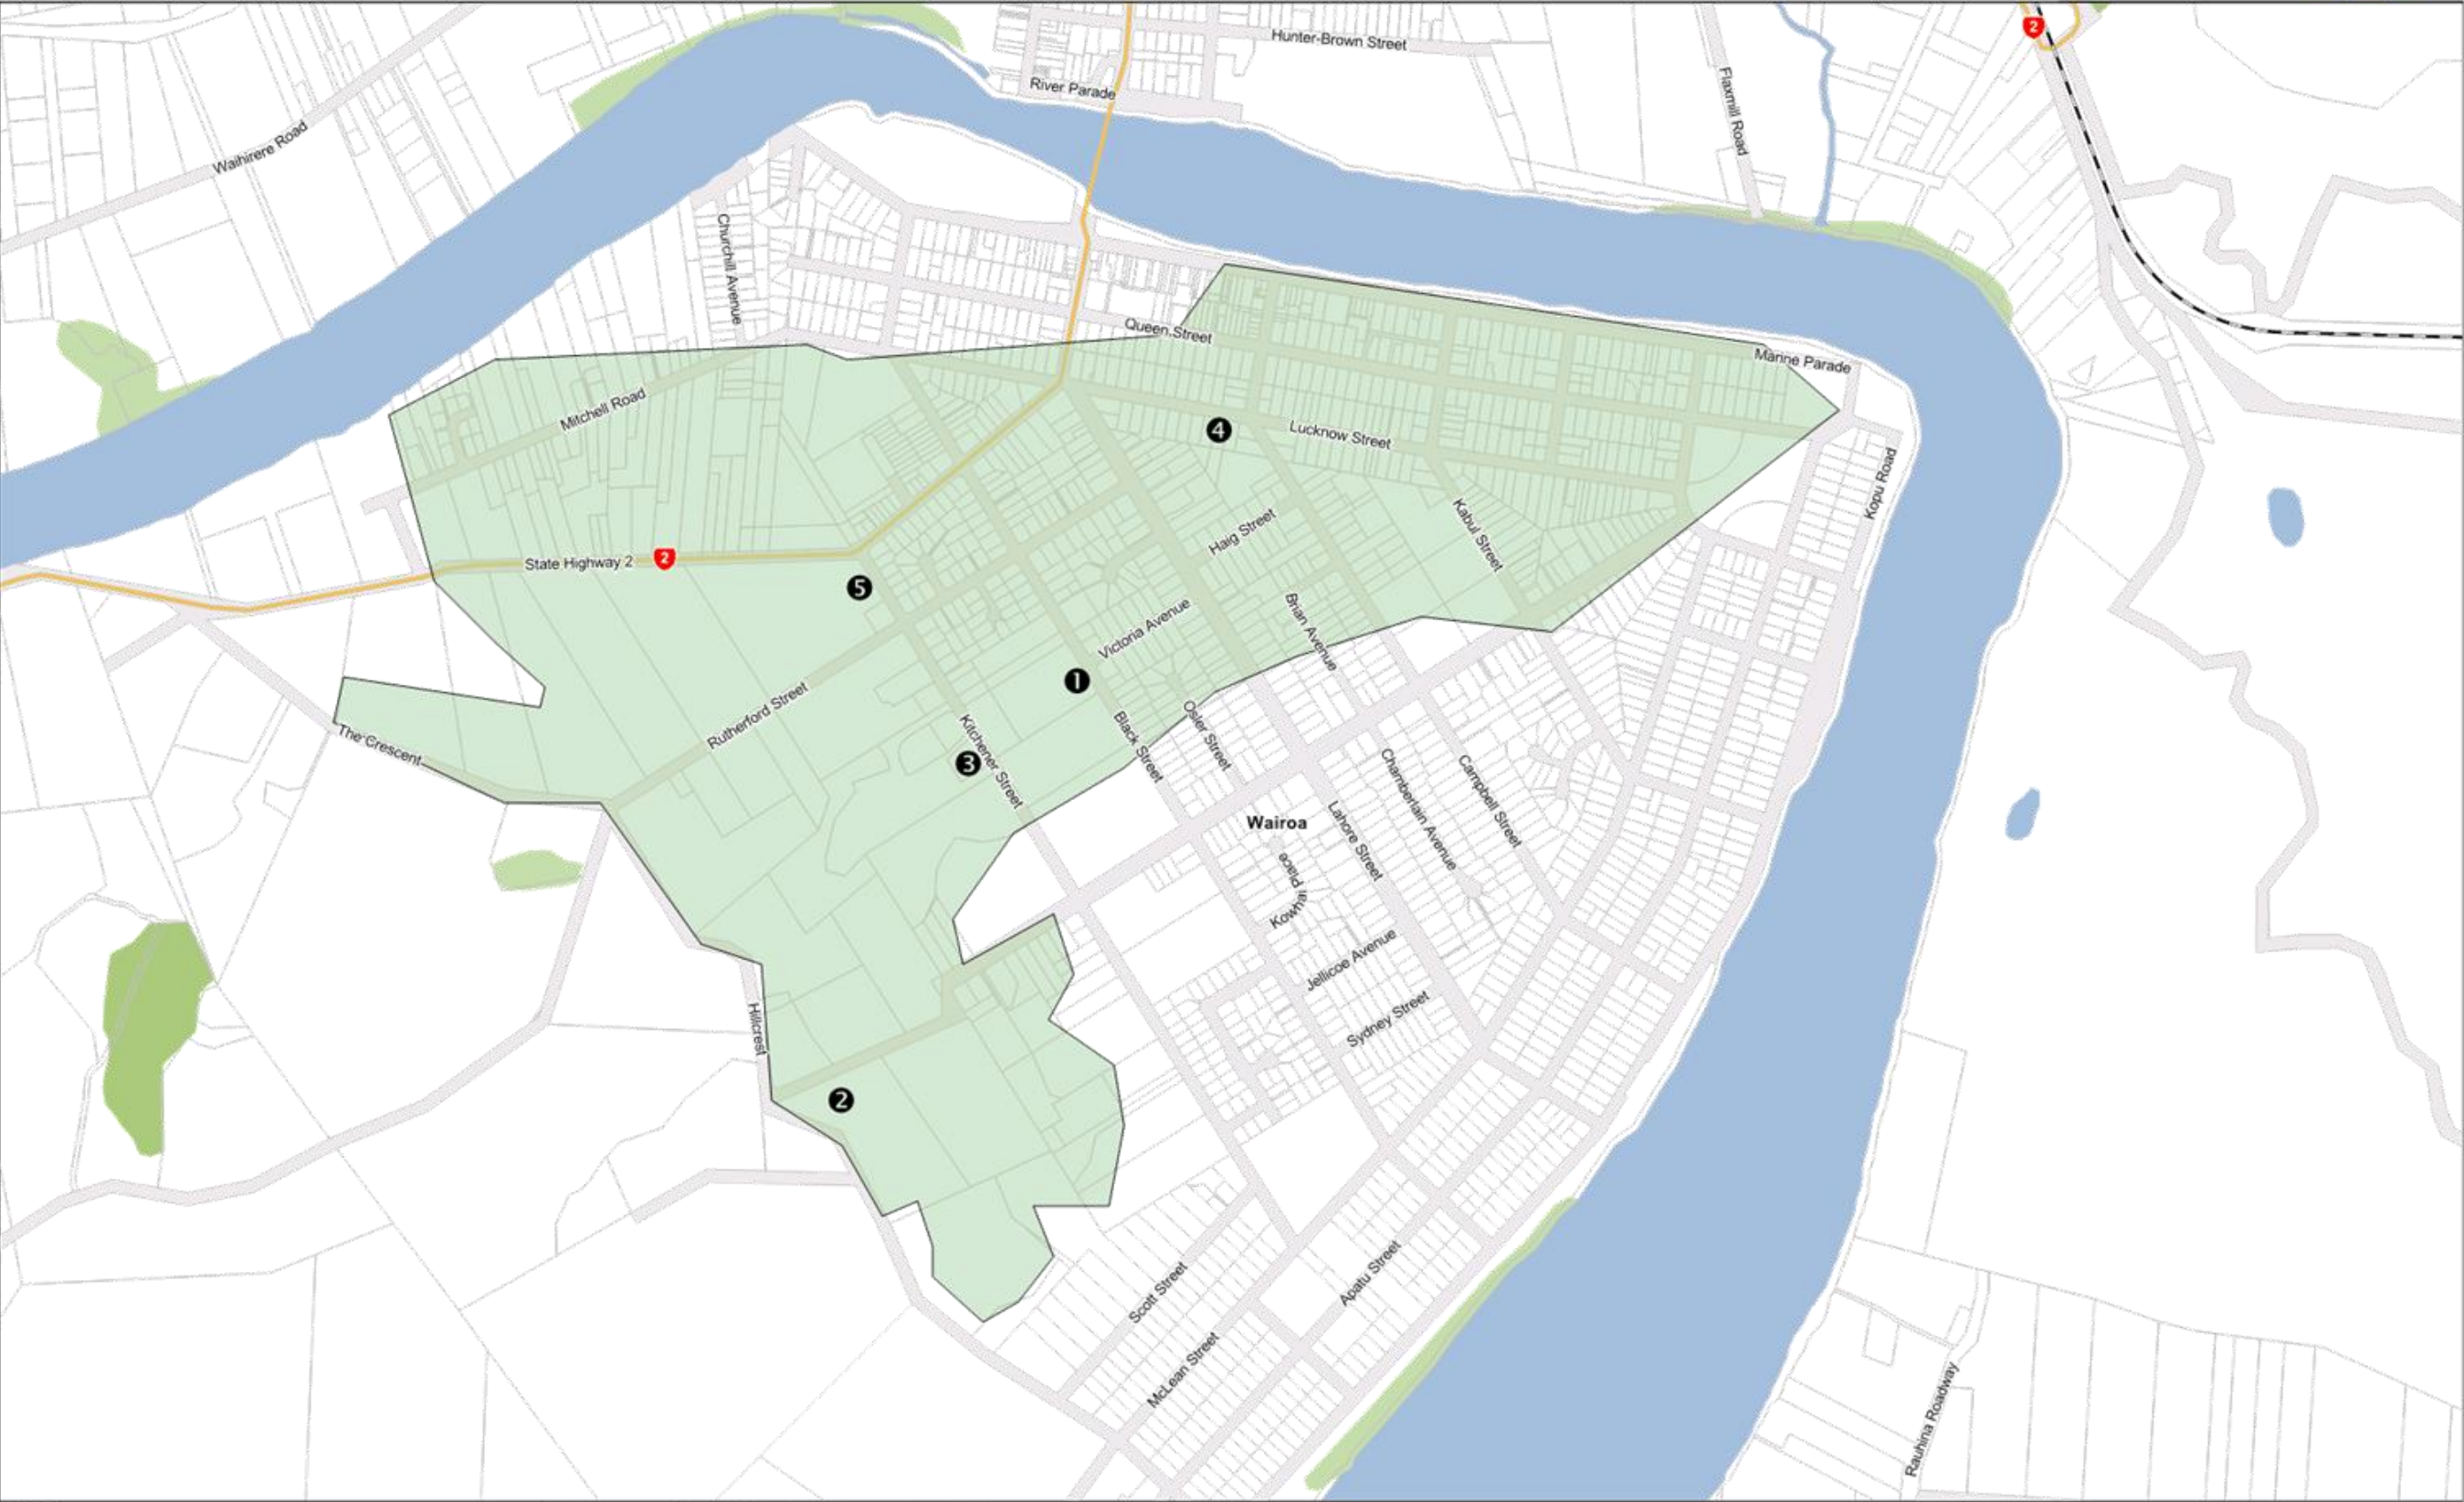 Hunter-Brown Street
2
River Parade
Flaxmill Road
Waihirere Road
Churchill Avenue
Queen Street
Marine Parade
Mitchell Road
4
Lucknow Street
Kopu Road
Haig Street
Kabul Street
State Highway 2
2
5
Victoria Avenue
Brian Avenue
1
Rutherford Street
Black Street
Osler Street
The Crescent
Kitchener Street
3
Wairoa
Lahore Street
Chamberlain Avenue
Campbell Street
Kowhai Place
Jellicoe Avenue
Sydney Street
Hillcrest
2
Scott Street
Apatu Street
McLean Street
Rauhina Roadway